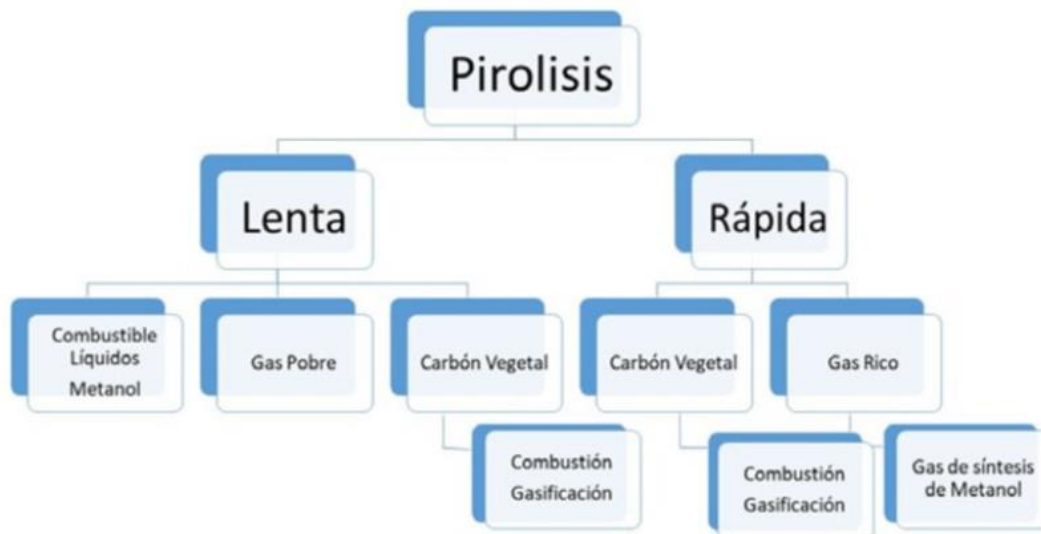 Pirolisis
Lenta
Rápida
Combustible
Líquidos
Metanol
Gas Pobre
Carbón Vegetal
Carbón Vegetal
Gas Rico
Combustión
Gasificación
Combustión
Gasificación
Gas de síntesis
de Metanol